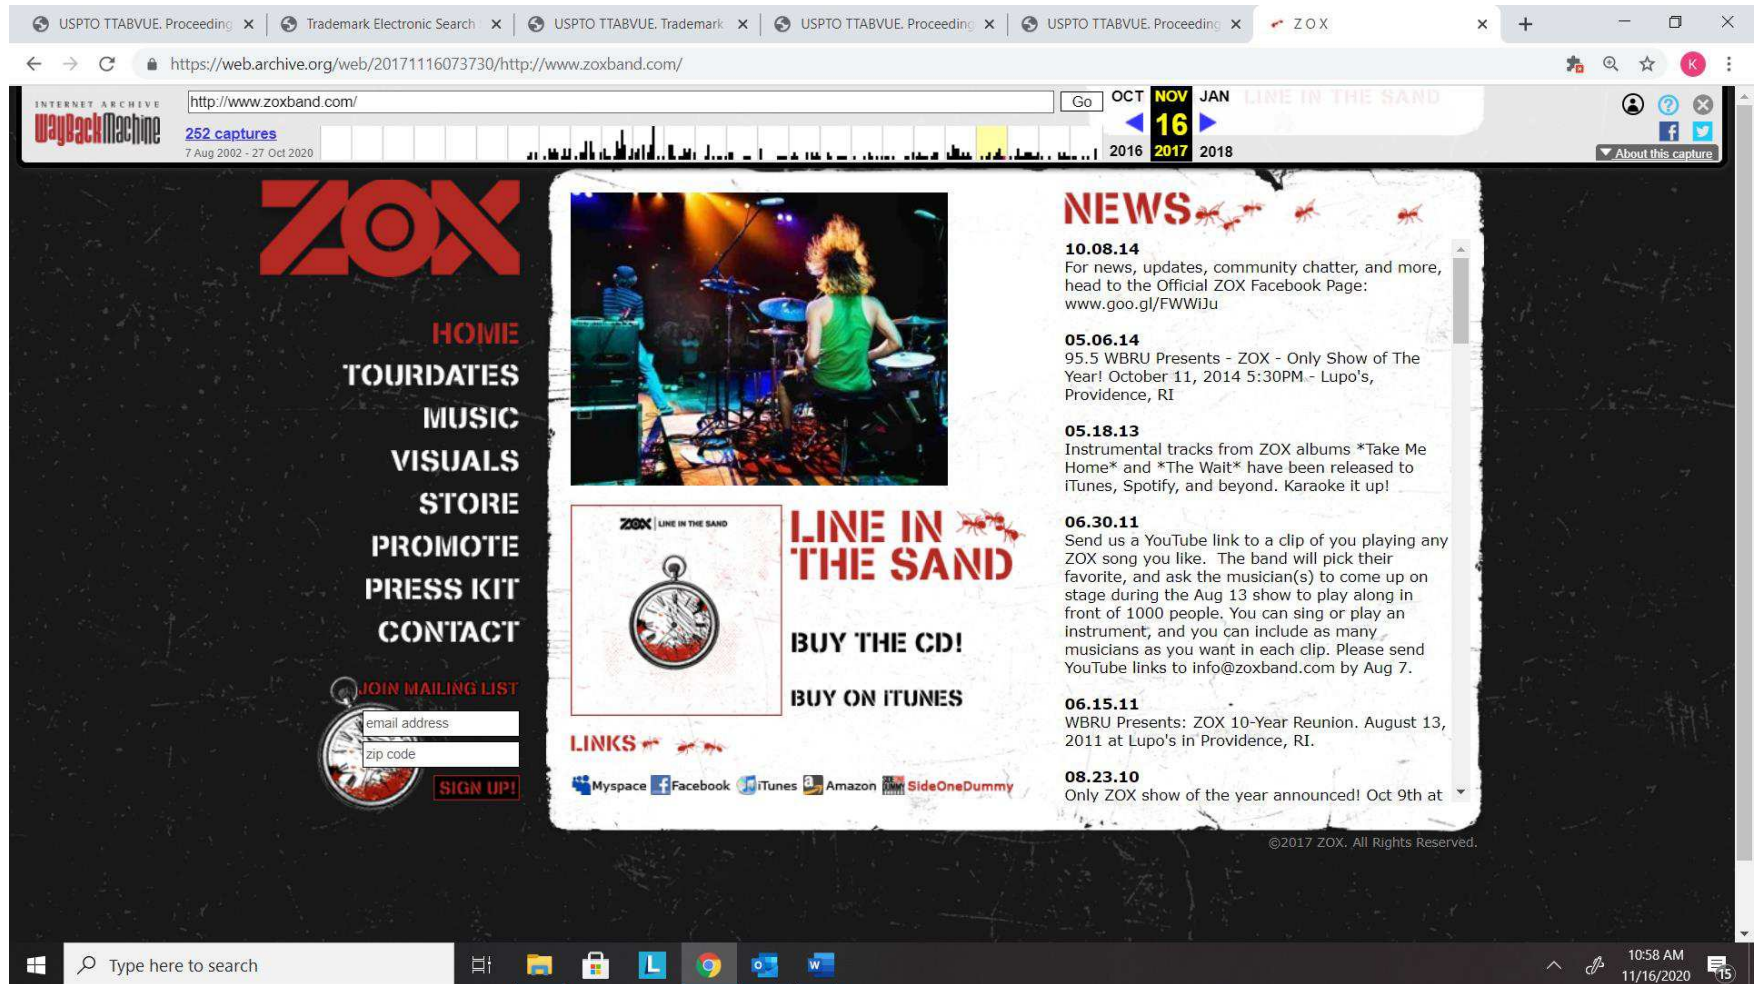 USPTO TTABVUE. Proceeding
Trademark Electronic Search
USPTO TTABVUE. Trademark
USPTO TTABVUE. Proceeding
USPTO TTABVUE. Proceeding
Z O X
https://web.archive.org/web/20171116073730/http://www.zoxband.com/
K
INTERNET ARCHIVE
WayBackMachine
http://www.zoxband.com/
Go
252 captures
7 Aug 2002 - 27 Oct 2020
OCT NOV JAN
16
2016 2017 2018
LINE IN THE SAND
About this capture
ZOX
HOME
TOURDATES
MUSIC
VISUALS
STORE
PROMOTE
PRESS KIT
CONTACT
JOIN MAILING LIST
email address
zip code
SIGN UP!
ZOX | LINE IN THE SAND
LINE IN
THE SAND
BUY THE CD!
BUY ON iTUNES
LINKS
Myspace Facebook iTunes Amazon SIDE ONE DUMMY SideOneDummy
NEWS
10.08.14
For news, updates, community chatter, and more,
head to the Official ZOX Facebook Page:
www.goo.gl/FWWiJu
05.06.14
95.5 WBRU Presents - ZOX - Only Show of The
Year! October 11, 2014 5:30PM - Lupo's,
Providence, RI
05.18.13
Instrumental tracks from ZOX albums *Take Me
Home* and *The Wait* have been released to
iTunes, Spotify, and beyond. Karaoke it up!
06.30.11
Send us a YouTube link to a clip of you playing any
ZOX song you like. The band will pick their
favorite, and ask the musician(s) to come up on
stage during the Aug 13 show to play along in
front of 1000 people. You can sing or play an
instrument, and you can include as many
musicians as you want in each clip. Please send
YouTube links to info@zoxband.com by Aug 7.
06.15.11
WBRU Presents: ZOX 10-Year Reunion. August 13,
2011 at Lupo's in Providence, RI.
08.23.10
Only ZOX show of the year announced! Oct 9th at
©2017 ZOX. All Rights Reserved.
Type here to search
L
W
10:58 AM
11/16/2020
15